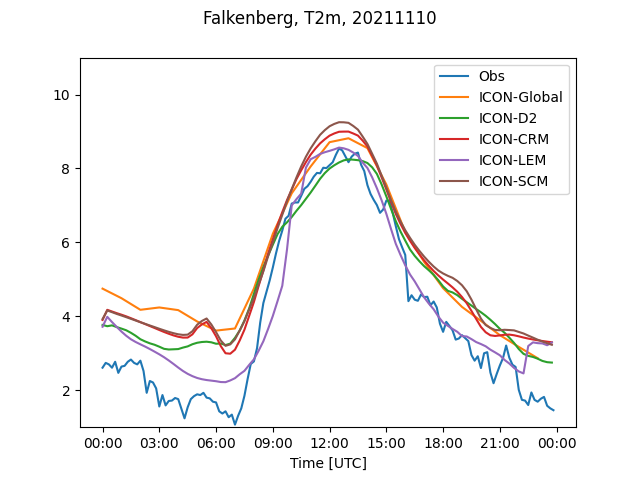 Falkenberg, T2m, 20211110
Obs
ICON-Global
ICON-D2
ICON-CRM
ICON-LEM
ICON-SCM
10
8
6
4
2
00:00 03:00 06:00 09:00 12:00 15:00 18:00 21:00 00:00
Time [UTC]